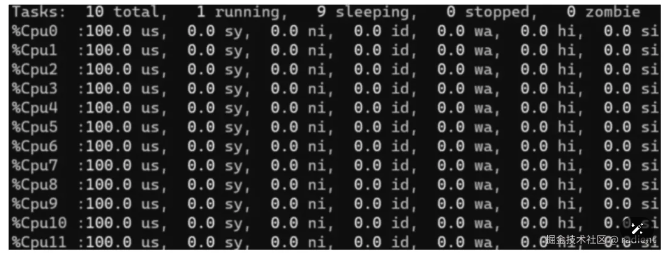 Tasks:  10 total,   1 running,   9 sleeping,   0 stopped,   0 zombie
%Cpu0  :100.0 us,  0.0 sy,  0.0 ni,  0.0 id,  0.0 wa,  0.0 hi,  0.0 si
%Cpu1  :100.0 us,  0.0 sy,  0.0 ni,  0.0 id,  0.0 wa,  0.0 hi,  0.0 si
%Cpu2  :100.0 us,  0.0 sy,  0.0 ni,  0.0 id,  0.0 wa,  0.0 hi,  0.0 si
%Cpu3  :100.0 us,  0.0 sy,  0.0 ni,  0.0 id,  0.0 wa,  0.0 hi,  0.0 si
%Cpu4  :100.0 us,  0.0 sy,  0.0 ni,  0.0 id,  0.0 wa,  0.0 hi,  0.0 si
%Cpu5  :100.0 us,  0.0 sy,  0.0 ni,  0.0 id,  0.0 wa,  0.0 hi,  0.0 si
%Cpu6  :100.0 us,  0.0 sy,  0.0 ni,  0.0 id,  0.0 wa,  0.0 hi,  0.0 si
%Cpu7  :100.0 us,  0.0 sy,  0.0 ni,  0.0 id,  0.0 wa,  0.0 hi,  0.0 si
%Cpu8  :100.0 us,  0.0 sy,  0.0 ni,  0.0 id,  0.0 wa,  0.0 hi,  0.0 si
%Cpu9  :100.0 us,  0.0 sy,  0.0 ni,  0.0 id,  0.0 wa,  0.0 hi,  0.0 si
%Cpu10 :100.0 us,  0.0 sy,  0.0 ni,  0.0 id,  0.0 wa,  0.0 hi,  0.0 si
%Cpu11 :100.0 us,  0.0 sy,  0.0 ni,  0.0 id,  0.0 wa,  0.0 hi,  0.0 si
掘金技术社区@